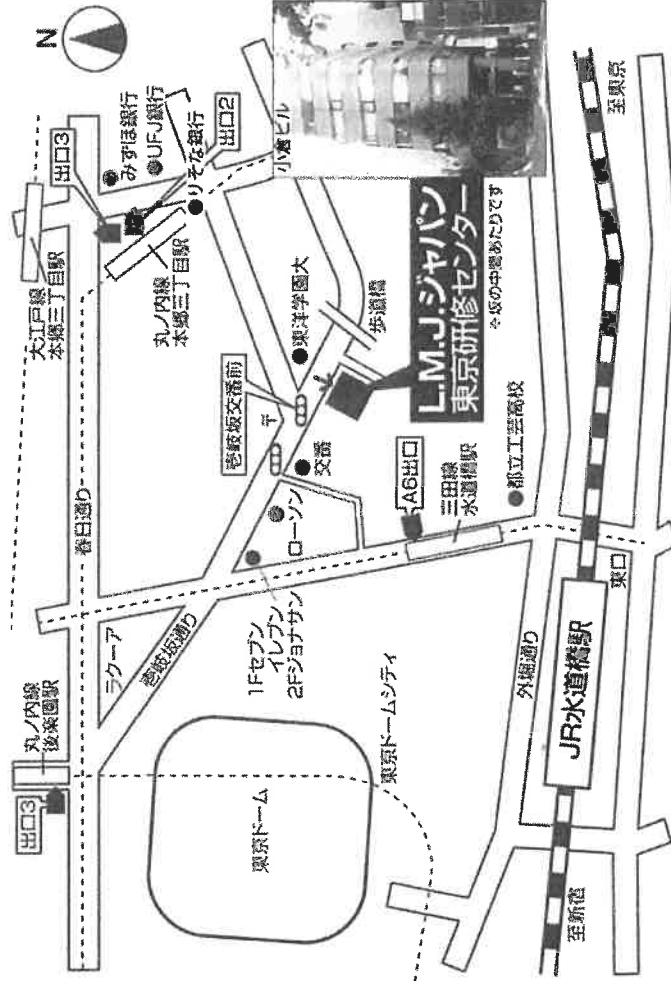 N
大江戸線
本郷三丁目駅
出口3
みずほ銀行
UFJ銀行
出口2
りそな銀行
丸ノ内線
本郷三丁目駅
春日通り
丸ノ内線
後楽園駅
出口3
ラクーア
壱岐坂通り
壱岐坂交番前
〒
東洋学園大
交番
歩道橋
小倉ビル
L.M.J.ジャパン
東京研修センター
※坂の中間あたりです
1Fセブン
イレブン
2Fジョナサン
ローソン
A6出口
三田線
水道橋駅
都立工芸高校
東京ドーム
東京ドームシティ
外堀通り
JR水道橋駅
東口
至新宿
至東京